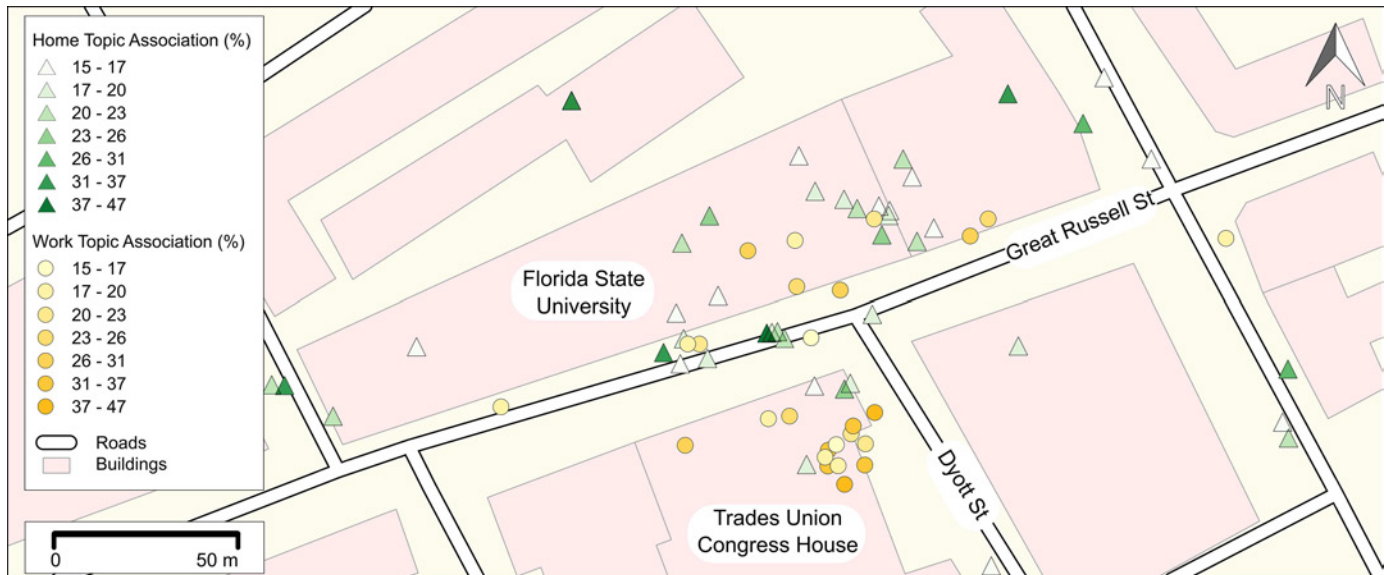 Home Topic Association (%)
15 - 17
17 - 20
20 - 23
23 - 26
26 - 31
31 - 37
37 - 47
Work Topic Association (%)
15 - 17
17 - 20
20 - 23
23 - 26
26 - 31
31 - 37
37 - 47
Roads
Buildings
0 50 m
Florida State
University
Great Russell St
Dyott St
Trades Union
Congress House
N